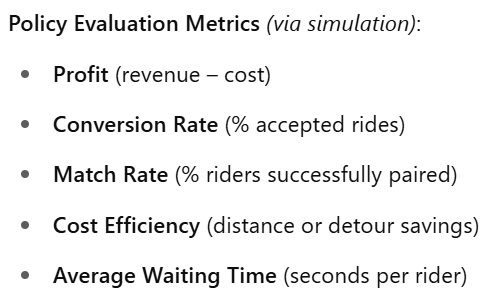 Policy Evaluation Metrics (via simulation):
• Profit (revenue – cost)
• Conversion Rate (% accepted rides)
• Match Rate (% riders successfully paired)
• Cost Efficiency (distance or detour savings)
• Average Waiting Time (seconds per rider)